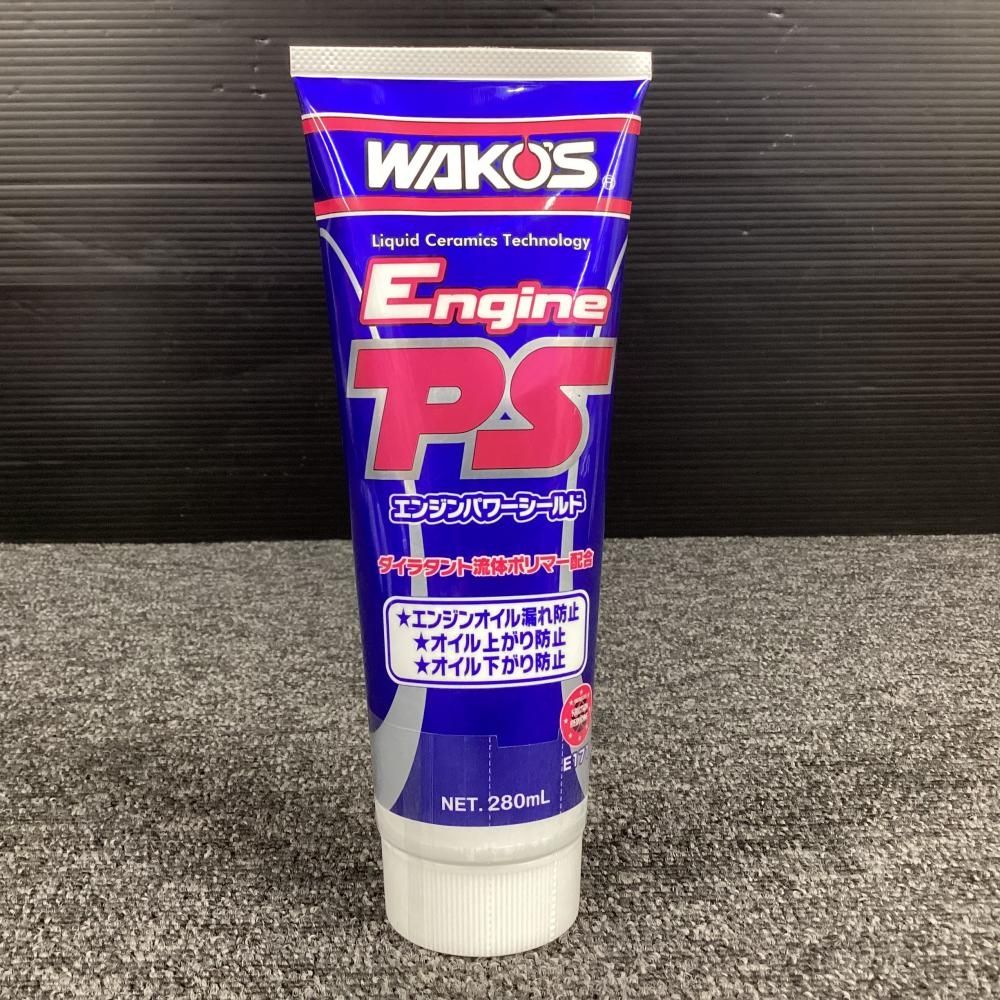 WAKO'S®
Liquid Ceramics Technology
Engine
PS
エンジンパワーシールド
ダイラタント流体ポリマー配合
★エンジンオイル漏れ防止
★オイル上がり防止
★オイル下がり防止
E17
NET. 280mL